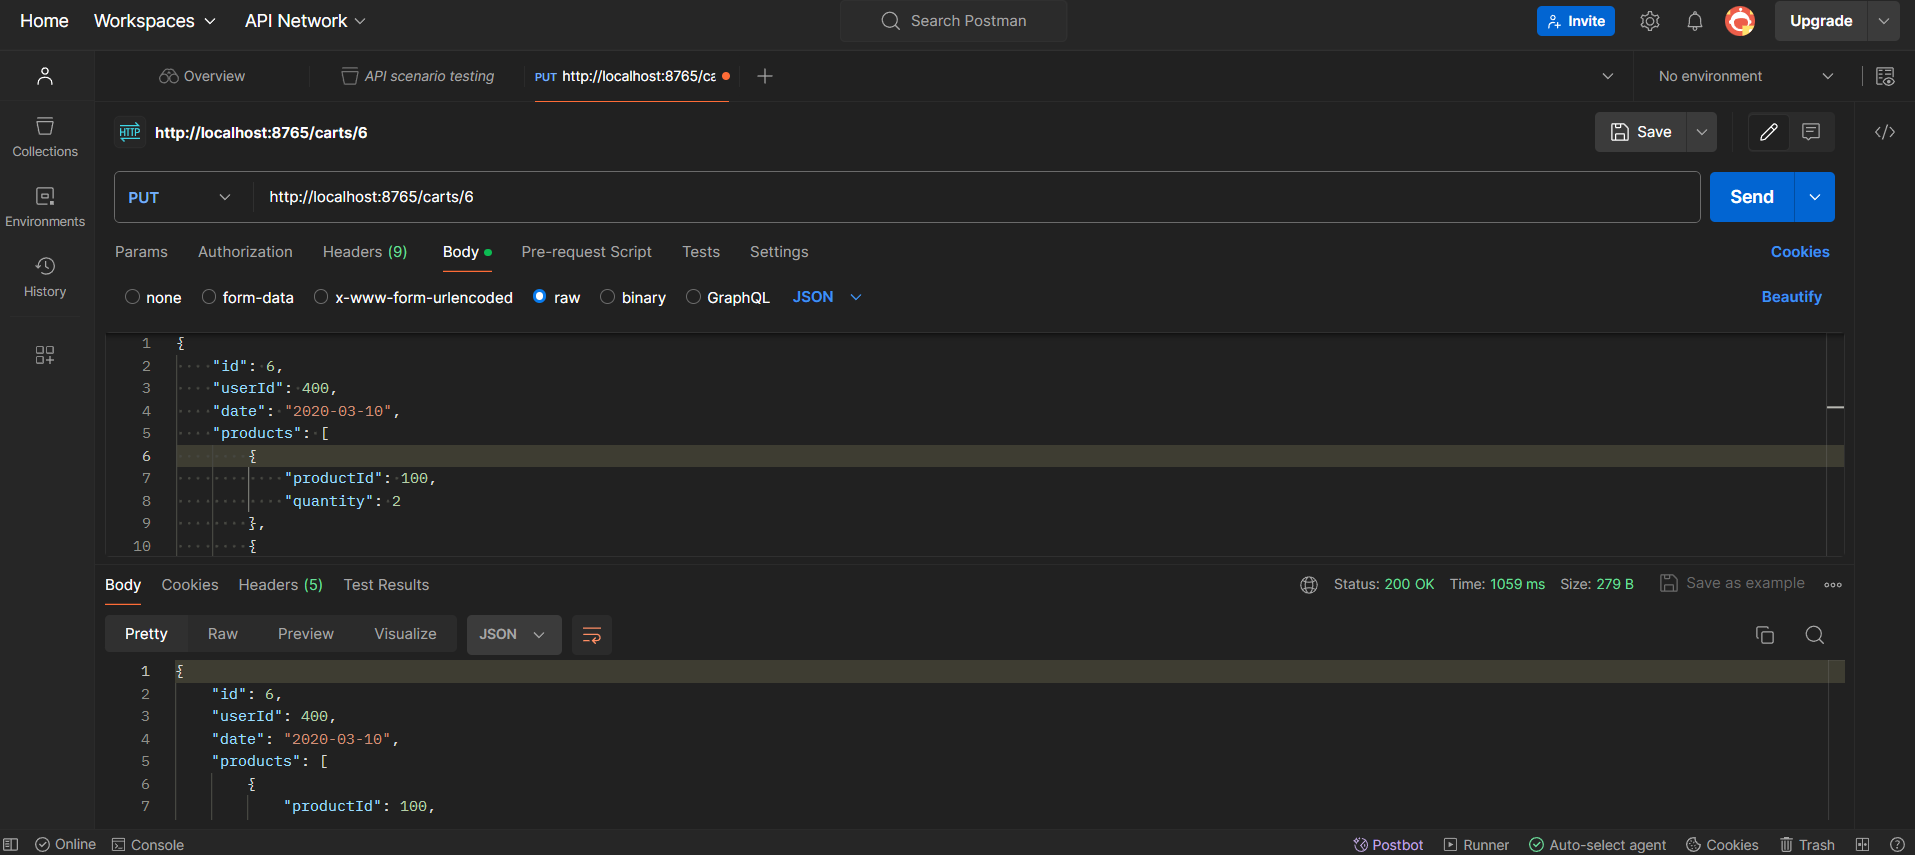 Home Workspaces API Network Search Postman Invite Upgrade
Overview API scenario testing PUT http://localhost:8765/ca No environment
HTTP http://localhost:8765/carts/6 Save
Collections
PUT http://localhost:8765/carts/6 Send
Environments
Params Authorization Headers (9) Body Pre-request Script Tests Settings Cookies
History
none form-data x-www-form-urlencoded raw binary GraphQL JSON Beautify
1 {
2 "id": 6,
3 "userId": 400,
4 "date": "2020-03-10",
5 "products": [
6 {
7 "productId": 100,
8 "quantity": 2
9 },
10 {
Body Cookies Headers (5) Test Results Status: 200 OK Time: 1059 ms Size: 279 B Save as example
Pretty Raw Preview Visualize JSON
1 {
2 "id": 6,
3 "userId": 400,
4 "date": "2020-03-10",
5 "products": [
6 {
7 "productId": 100,
Online Console Postbot Runner Auto-select agent Cookies Trash